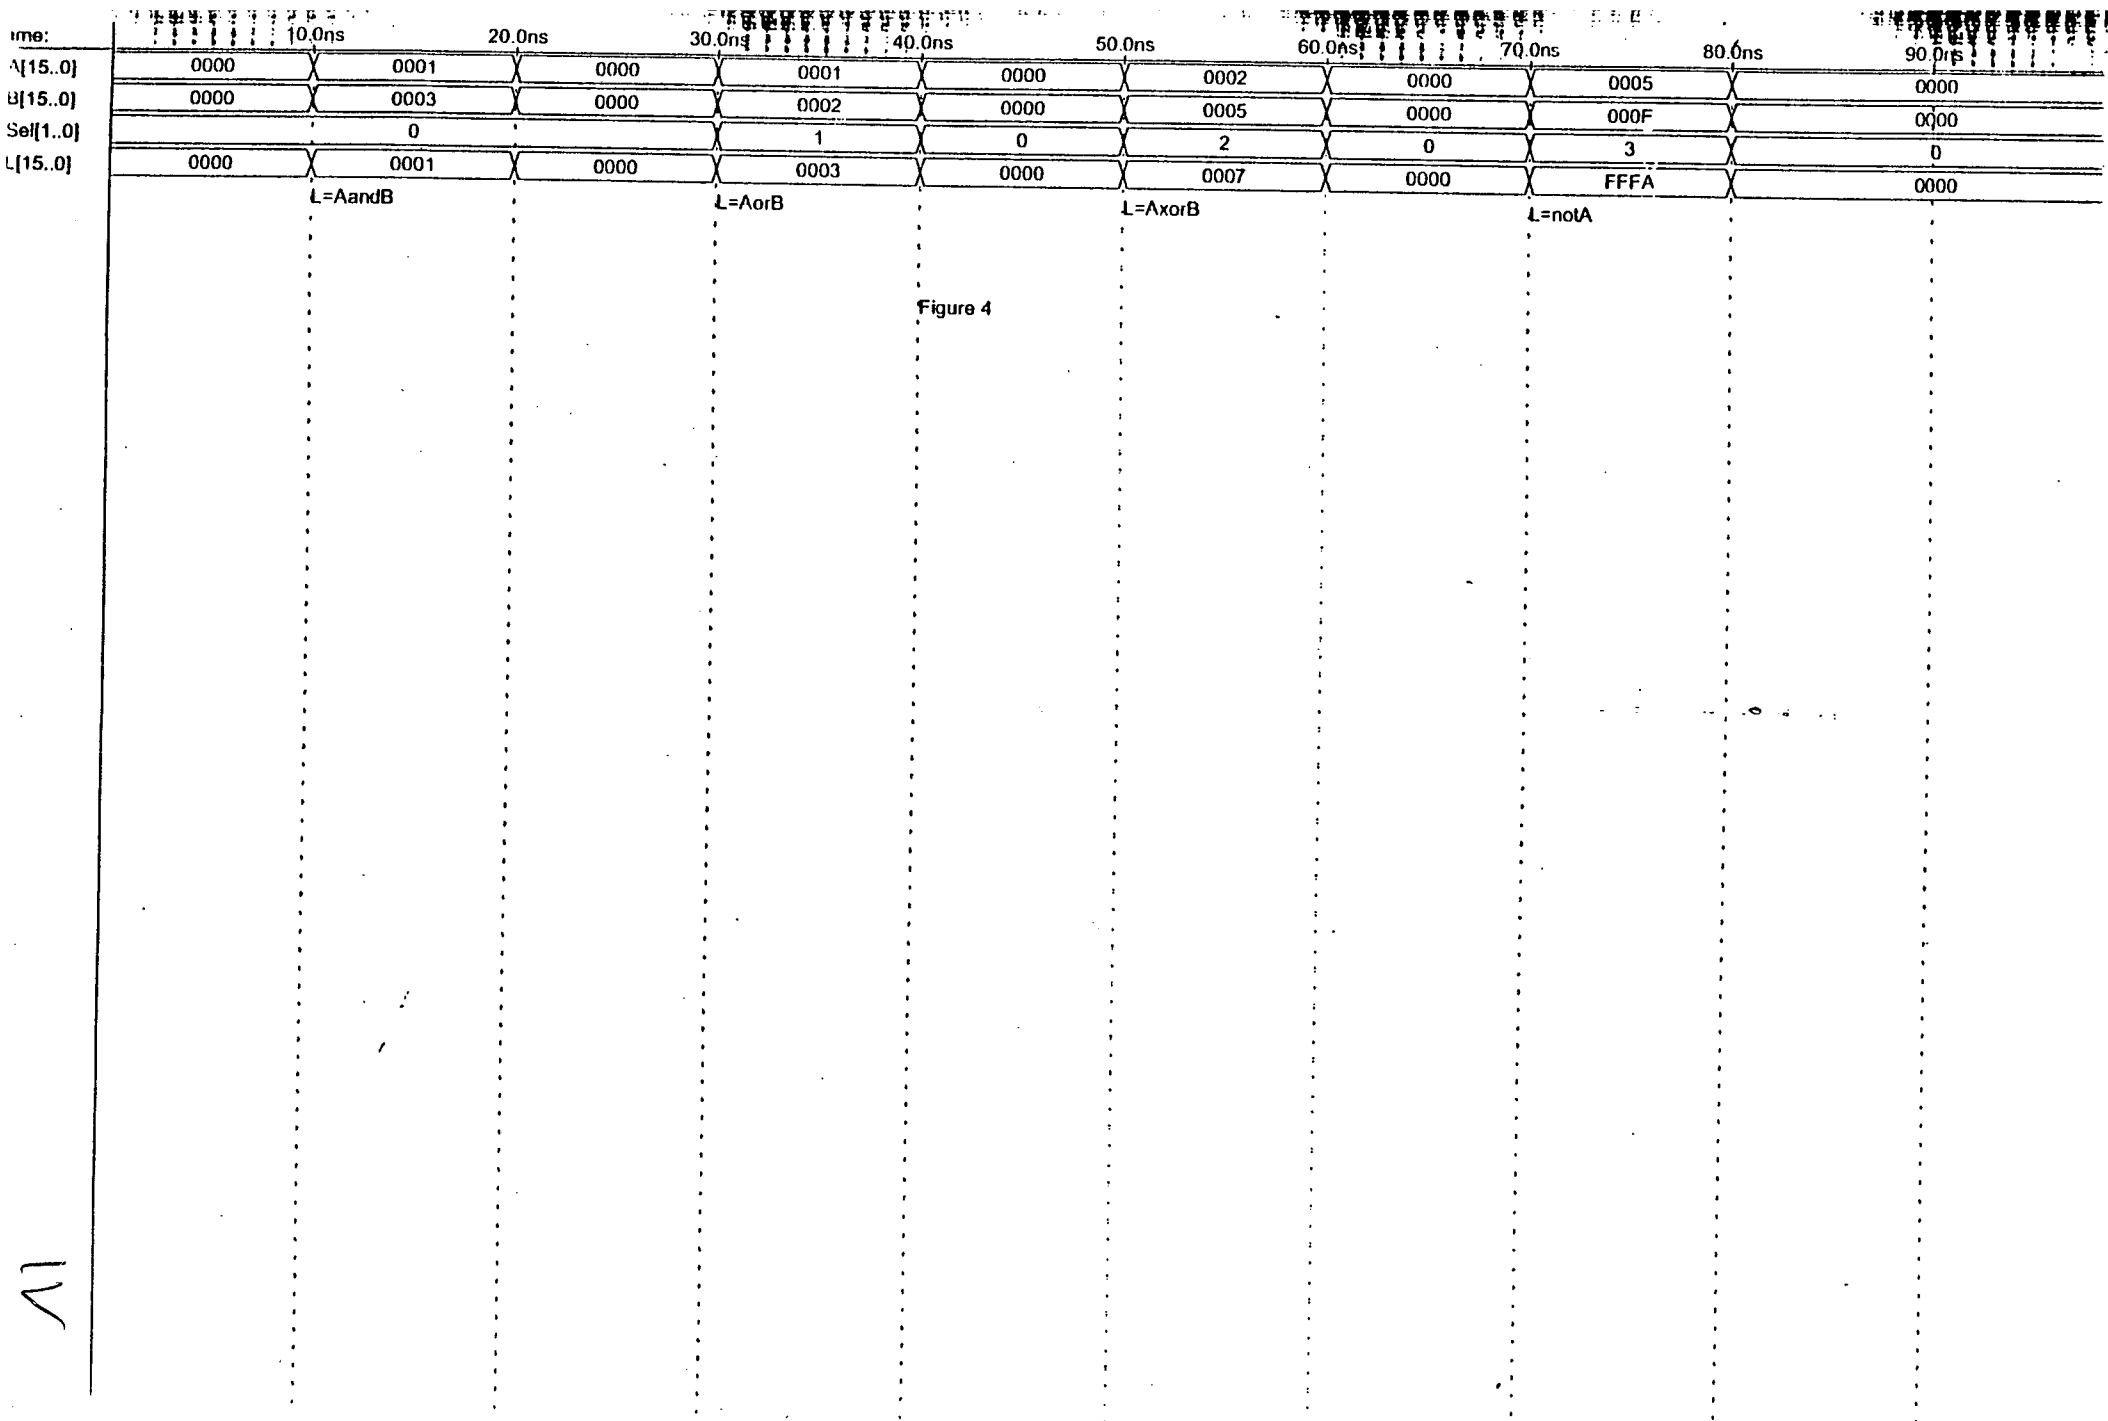 ime: 10.0ns 20.0ns 30.0ns 40.0ns 50.0ns 60.0ns 70.0ns 80.0ns 90.0ns
A[15..0] 0000 0001 0000 0001 0000 0002 0000 0005 0000
B[15..0] 0000 0003 0000 0002 0000 0005 0000 000F 0000
Sel[1..0] 0 1 0 2 0 3 0
L[15..0] 0000 0001 0000 0003 0000 0007 0000 FFFA 0000
L=AandB L=AorB L=AxorB L=notA
Figure 4